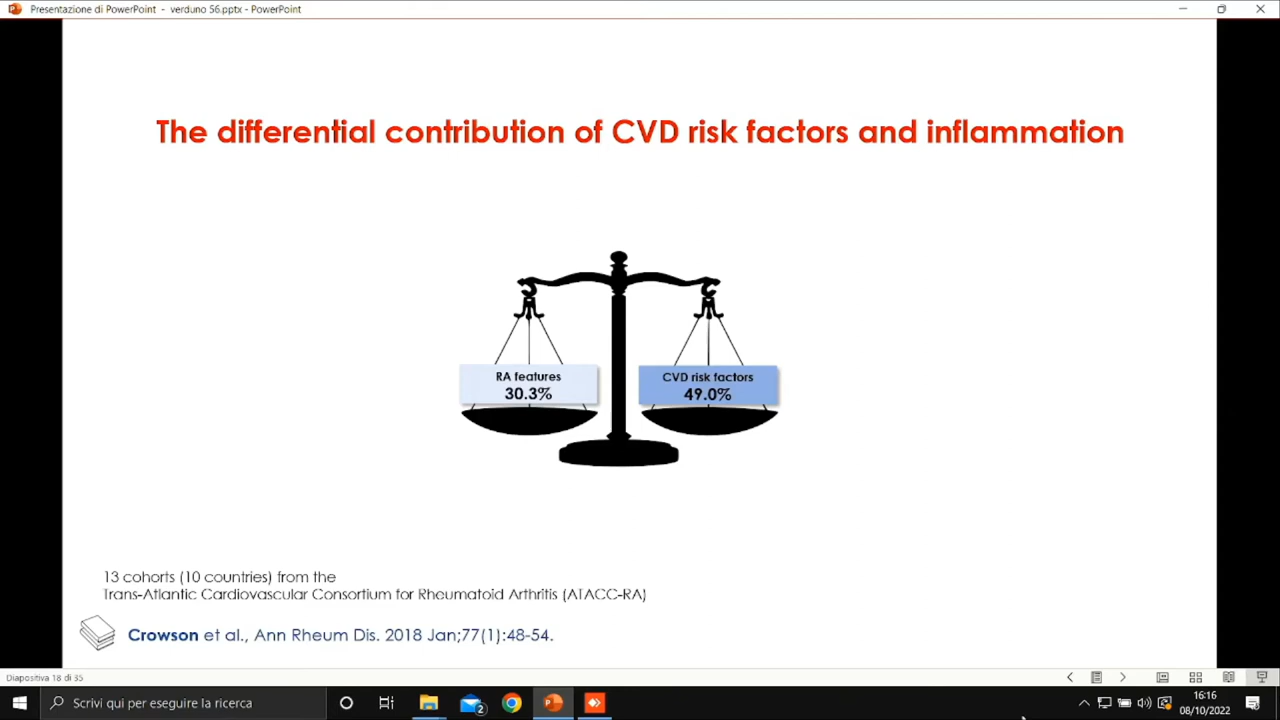 Presentazione di PowerPoint - verduno 56.pptx - PowerPoint
The differential contribution of CVD risk factors and inflammation
RA features
30.3%
CVD risk factors
49.0%
13 cohorts (10 countries) from the
Trans-Atlantic Cardiovascular Consortium for Rheumatoid Arthritis (ATACC-RA)
Crowson et al., Ann Rheum Dis. 2018 Jan;77(1):48-54.
Diapositiva 18 di 35
Scrivi qui per eseguire la ricerca
2
16:16
08/10/2022